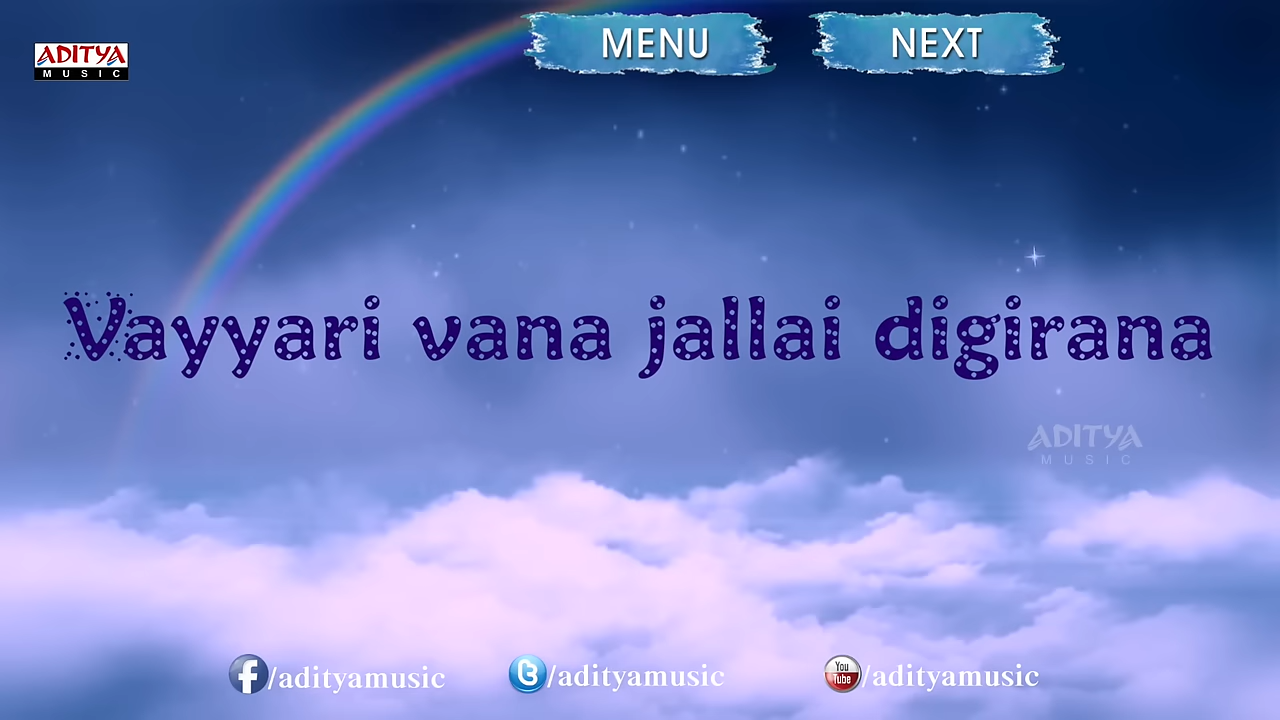 ADITYA
MUSIC
MENU
NEXT
Vayyari vana jallai digirana
ADITYA
MUSIC
f/adityamusic
t/adityamusic
You Tube/adityamusic